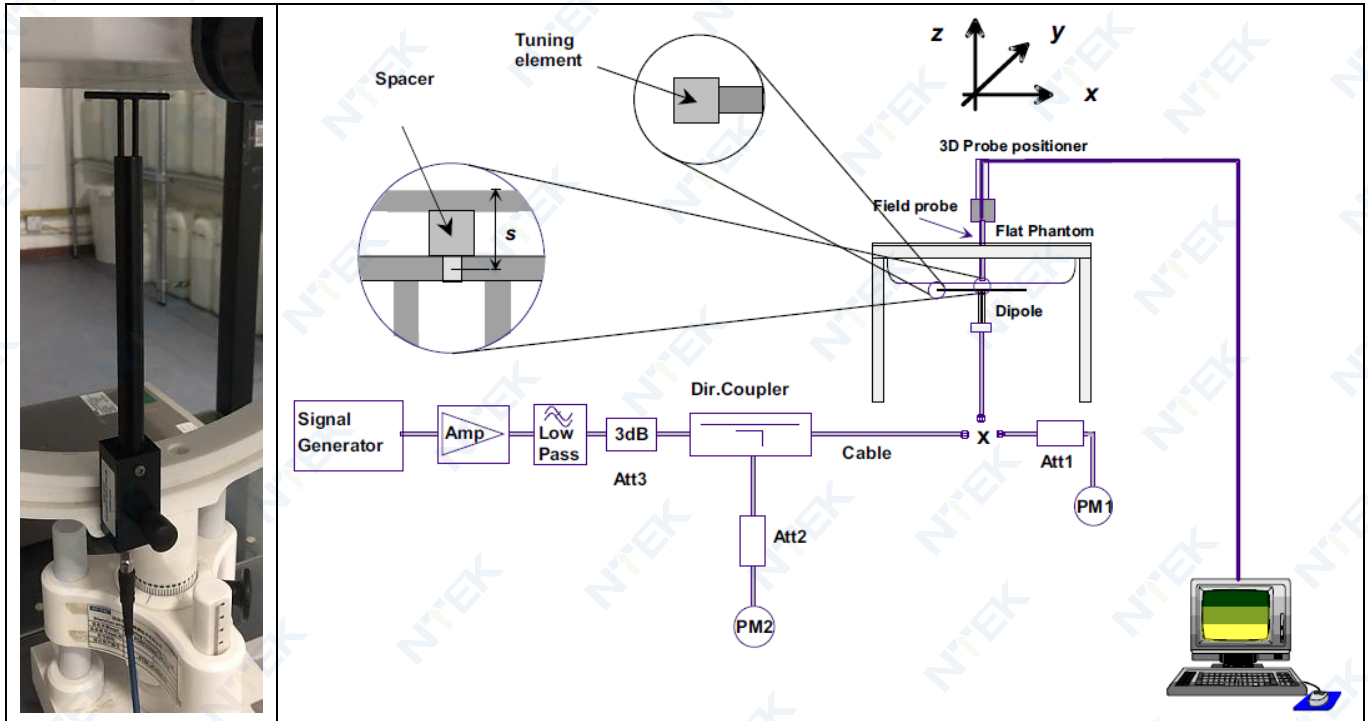 Tuning
element
Spacer
s
z
y
x
3D Probe positioner
Field probe
Flat Phantom
Dipole
Dir.Coupler
Signal
Generator
Amp
Low
Pass
3dB
Att3
Cable
X
Att1
PM1
Att2
PM2
NTEK